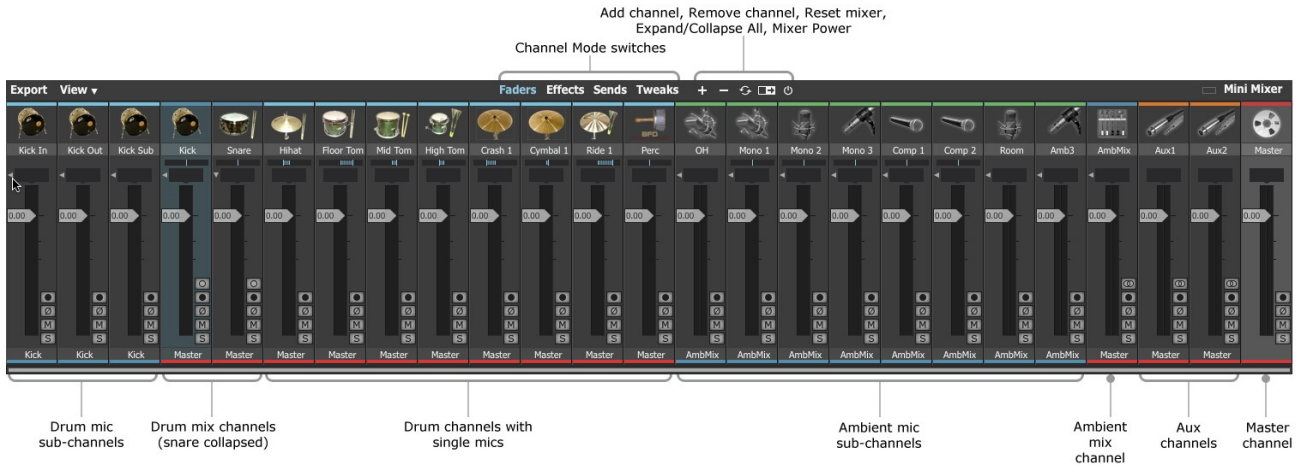 Add channel, Remove channel, Reset mixer,
Expand/Collapse All, Mixer Power
Channel Mode switches
Export View Faders Effects Sends Tweaks Mini Mixer
BFD
Kick In Kick Out Kick Sub Kick Snare Hihat Floor Tom Mid Tom High Tom Crash 1 Cymbal 1 Ride 1 Perc OH Mono 1 Mono 2 Mono 3 Comp 1 Comp 2 Room Amb3 AmbMix Aux1 Aux2 Master
0.00 0.00 0.00 0.00 0.00 0.00 0.00 0.00 0.00 0.00 0.00 0.00 0.00 0.00 0.00 0.00 0.00 0.00 0.00 0.00 0.00 0.00 0.00 0.00 0.00
Ø Ø Ø Ø Ø Ø Ø Ø Ø Ø Ø Ø Ø Ø Ø Ø Ø Ø Ø Ø Ø Ø Ø Ø
M M M M M M M M M M M M M M M M M M M M M M M M
S S S S S S S S S S S S S S S S S S S S S S S S
Kick Kick Kick Master Master Master Master Master Master Master Master Master Master AmbMix AmbMix AmbMix AmbMix AmbMix AmbMix AmbMix AmbMix Master Master Master
Drum mic
sub-channels
Drum mix channels
(snare collapsed)
Drum channels with
single mics
Ambient mic
sub-channels
Ambient
mix
channel
Aux
channels
Master
channel